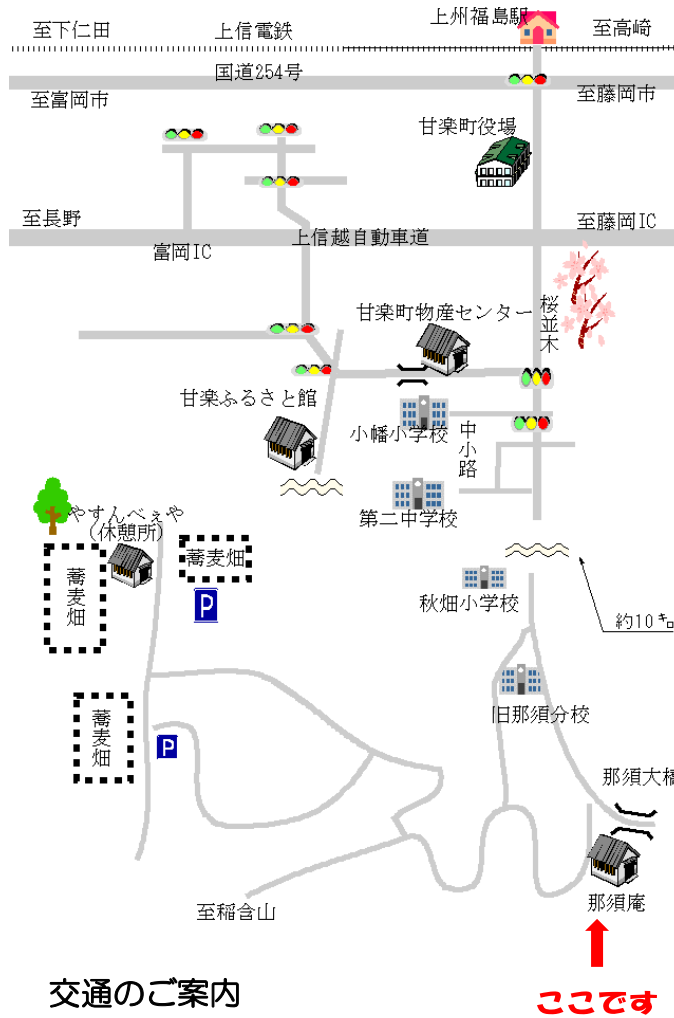 上州福島駅
至下仁田
上信電鉄
至高崎
国道254号
至富岡市
至藤岡市
甘楽町役場
至長野
至藤岡IC
上信越自動車道
富岡IC
甘楽町物産センター
桜並木
甘楽ふるさと館
小幡小学校
中小路
第二中学校
やすんべぇや
(休憩所)
蕎麦畑
蕎麦畑
P
秋畑小学校
約10㌔
旧那須分校
蕎麦畑
P
那須大橋
那須庵
至稲含山
交通のご案内
ここです